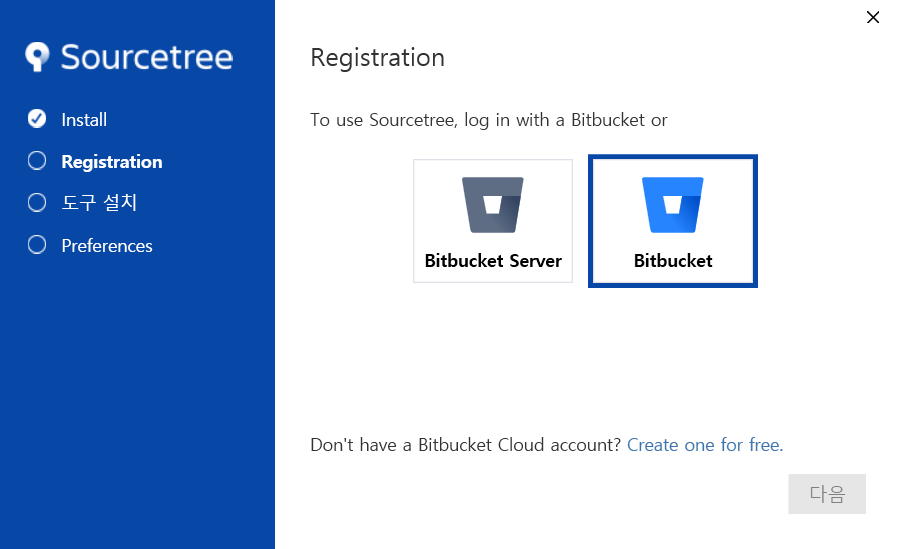 Sourcetree
Install
Registration
도구 설치
Preferences
Registration
To use Sourcetree, log in with a Bitbucket or
Bitbucket Server
Bitbucket
Don't have a Bitbucket Cloud account? Create one for free.
다음